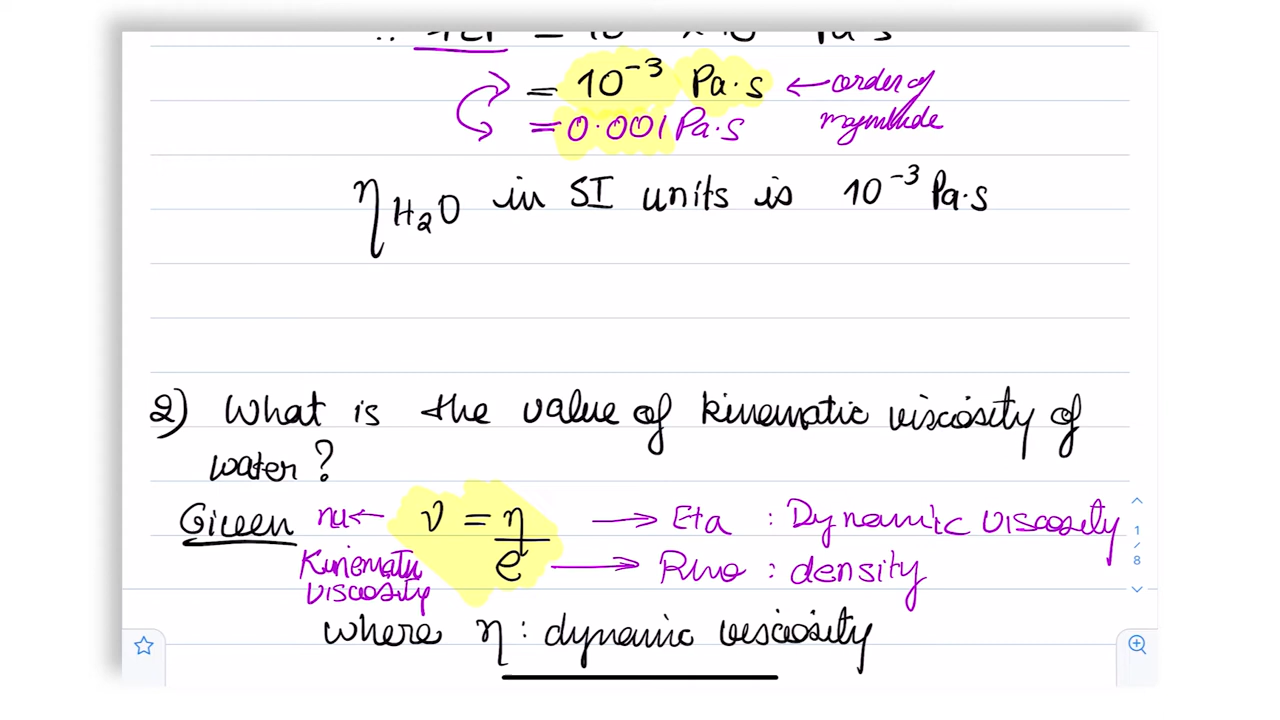 = 10⁻³ Pa·s ← order of magnitude
= 0.001 Pa·s
η H₂O in SI units is 10⁻³ Pa·s
2) What is the value of kinematic viscosity of
water?
Given nu ← ν = η/ρ → Eta : Dynamic viscosity
Kinematic viscosity → Rho : density
where η : dynamic viscosity
1/8